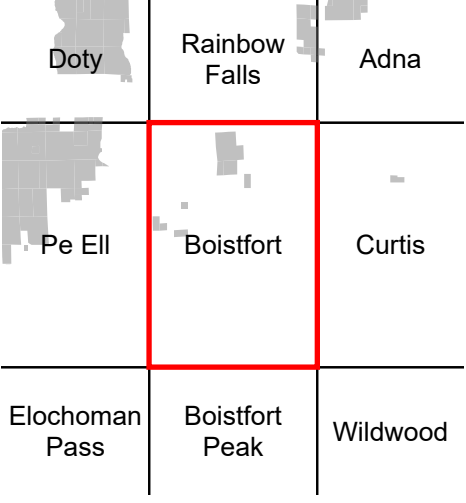 Doty
Rainbow
Falls
Adna
Pe Ell
Boistfort
Curtis
Elochoman
Pass
Boistfort
Peak
Wildwood